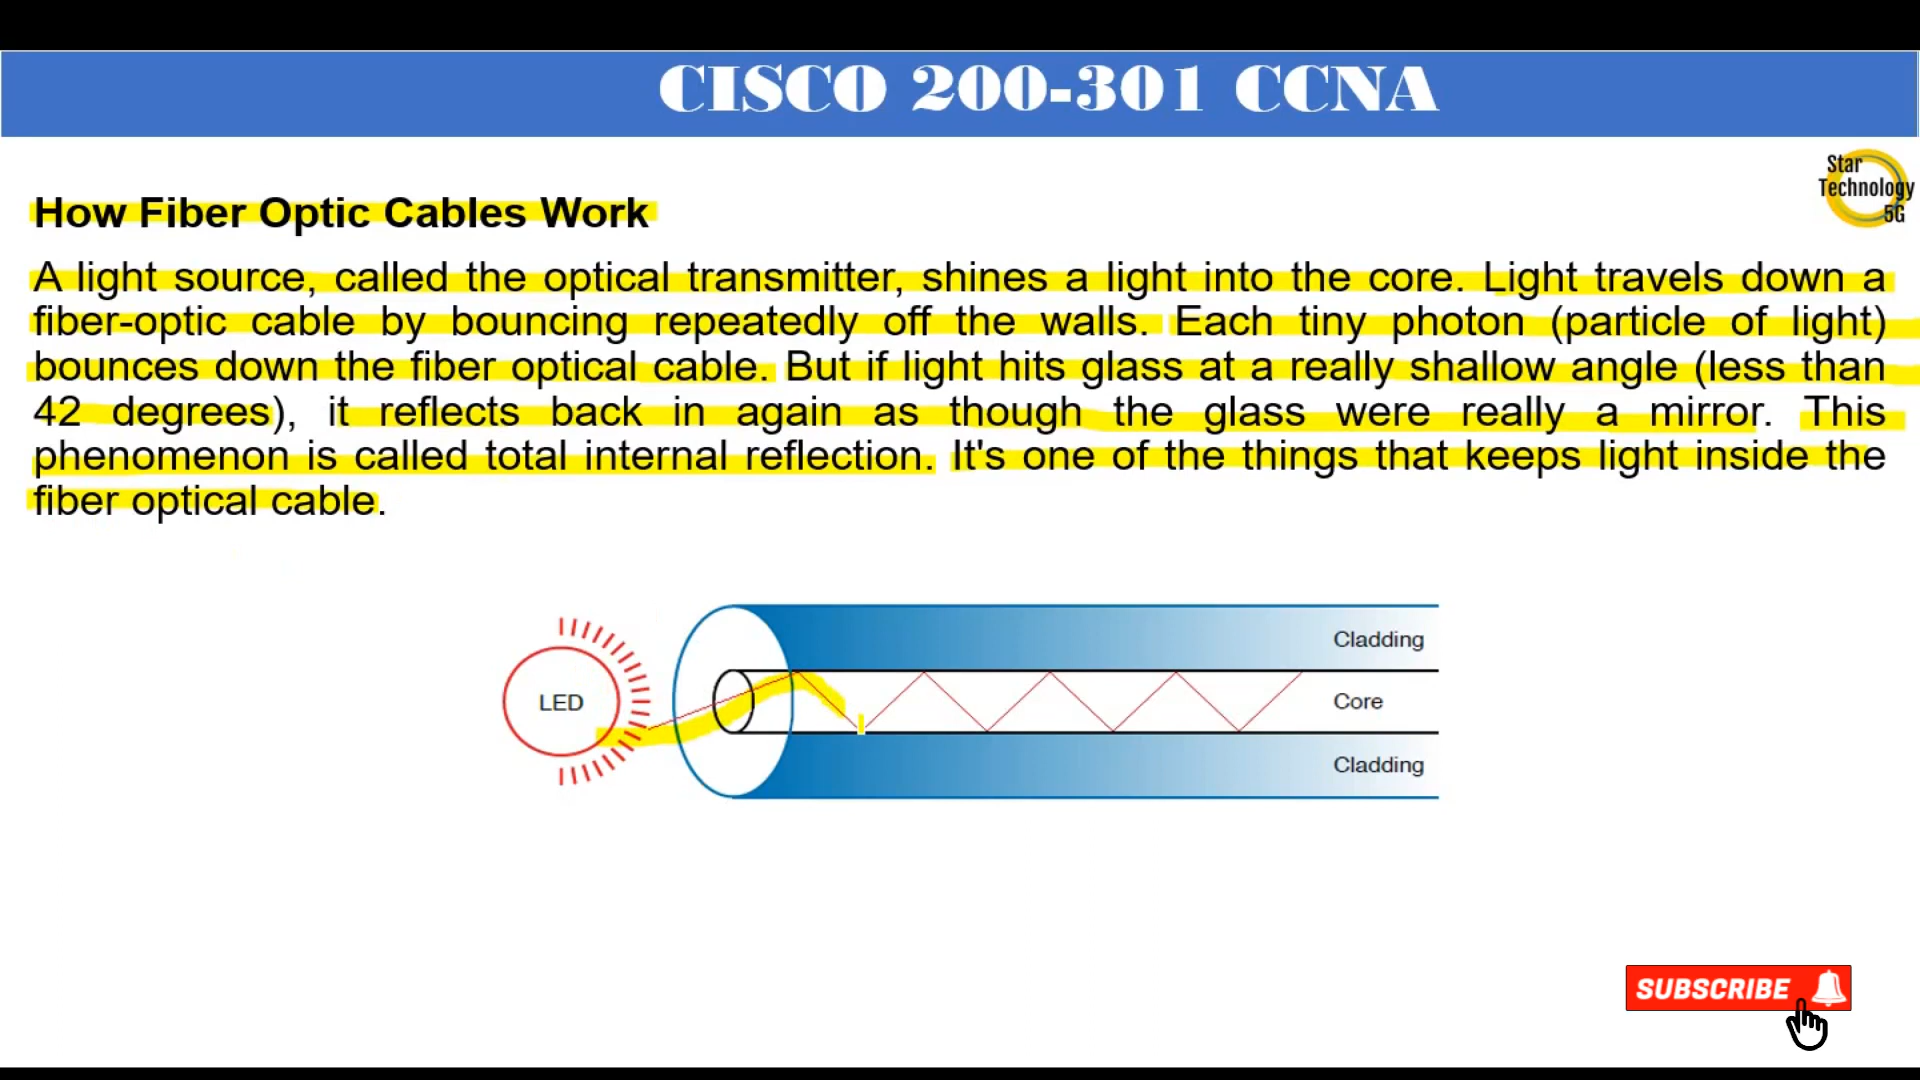 CISCO 200-301 CCNA
Star
Technology
5G
How Fiber Optic Cables Work
A light source, called the optical transmitter, shines a light into the core. Light travels down a
fiber-optic cable by bouncing repeatedly off the walls. Each tiny photon (particle of light)
bounces down the fiber optical cable. But if light hits glass at a really shallow angle (less than
42 degrees), it reflects back in again as though the glass were really a mirror. This
phenomenon is called total internal reflection. It's one of the things that keeps light inside the
fiber optical cable.
Cladding
LED
Core
Cladding
SUBSCRIBE